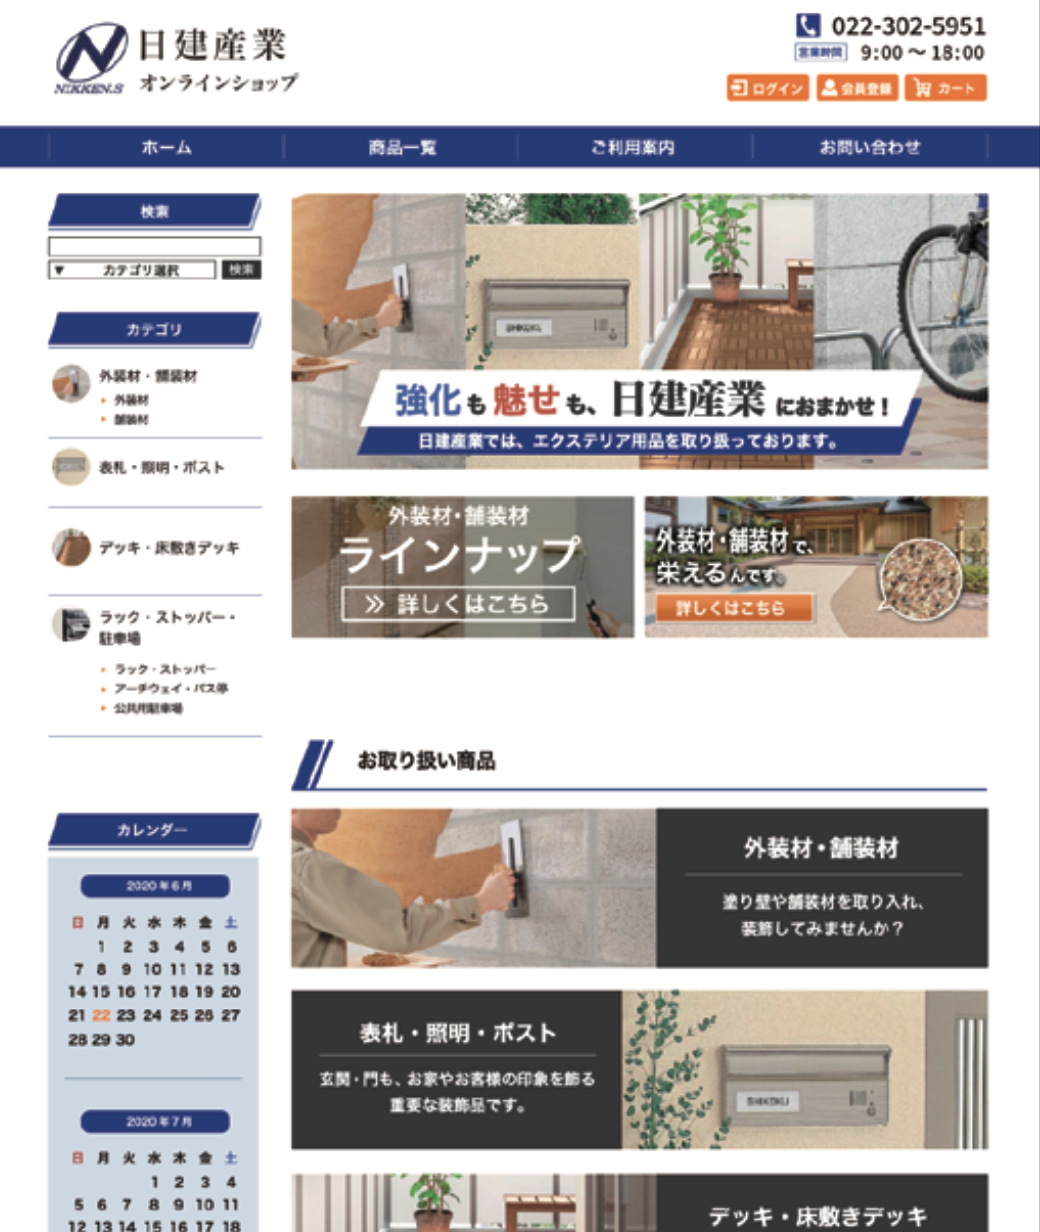 NIKKEN.S
日建産業
オンラインショップ
022-302-5951
営業時間 9:00 〜 18:00
ログイン 会員登録 カート
ホーム 商品一覧 ご利用案内 お問い合わせ
検索
▼ カテゴリ選択 検索
カテゴリ
外装材・舗装材
外装材
舗装材
表札・照明・ポスト
デッキ・床敷きデッキ
ラック・ストッパー・
駐車場
ラック・ストッパー
アーチウェイ・バス停
公共用駐車場
カレンダー
2020年6月
日 月 火 水 木 金 土
1 2 3 4 5 6
7 8 9 10 11 12 13
14 15 16 17 18 19 20
21 22 23 24 25 26 27
28 29 30
2020年7月
日 月 火 水 木 金 土
1 2 3 4
5 6 7 8 9 10 11
12 13 14 15 16 17 18
SHIKOKU
強化も魅せも、日建産業におまかせ！
日建産業では、エクステリア用品を取り扱っております。
外装材・舗装材
ラインナップ
詳しくはこちら
外装材・舗装材で、
栄えるんです。
詳しくはこちら
お取り扱い商品
外装材・舗装材
塗り壁や舗装材を取り入れ、
装飾してみませんか？
表札・照明・ポスト
玄関・門も、お家やお客様の印象を飾る
重要な装飾品です。
SHIKOKU
デッキ・床敷きデッキ